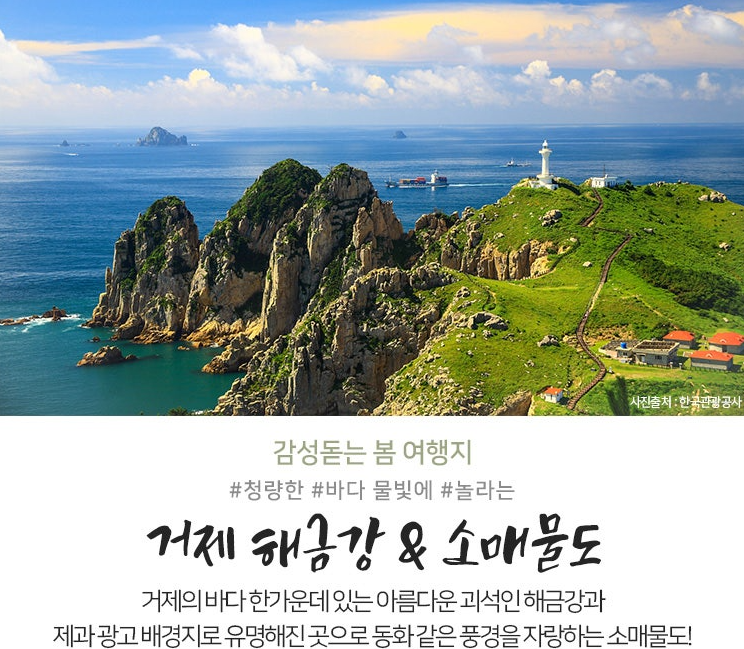 사진출처 : 한국관광공사
감성돋는 봄 여행지
#청량한 #바다 물빛에 #놀라는
거제 해금강 & 소매물도
거제의 바다 한가운데 있는 아름다운 괴석인 해금강과
제과 광고 배경지로 유명해진 곳으로 동화 같은 풍경을 자랑하는 소매물도!